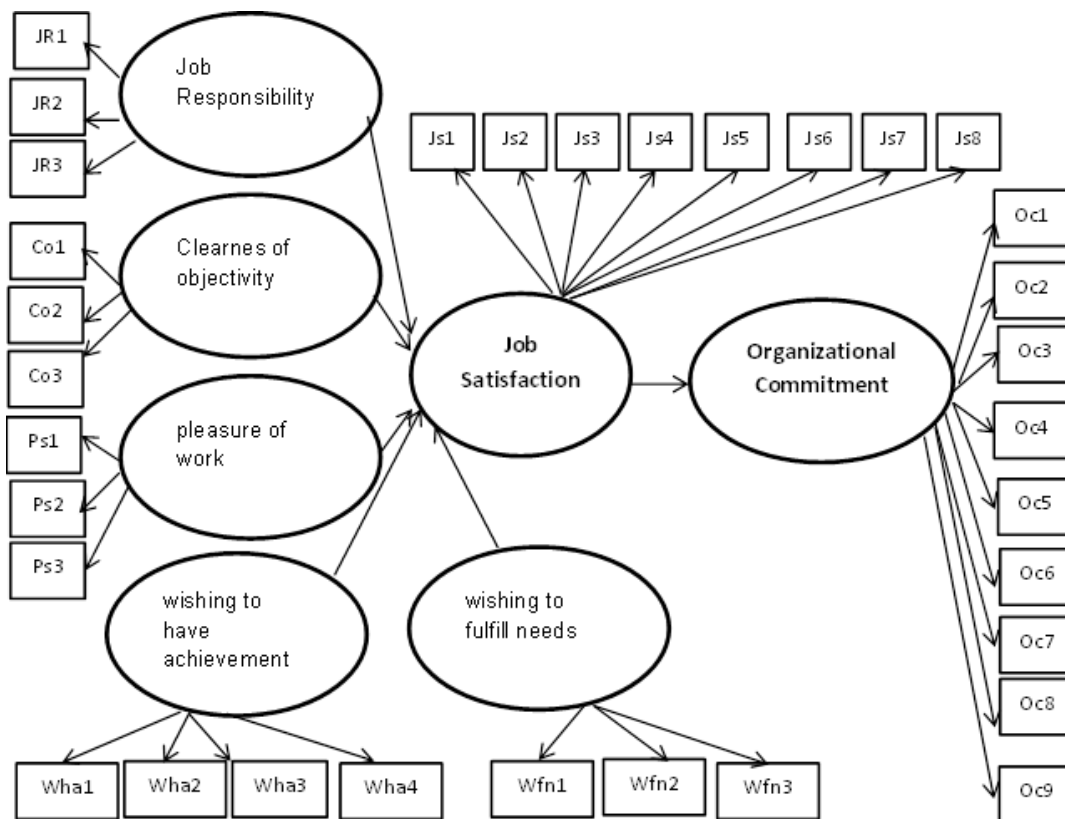 JR1
JR2
JR3
Job
Responsibility
Js1
Js2
Js3
Js4
Js5
Js6
Js7
Js8
Co1
Co2
Co3
Clearnes of
objectivity
Ps1
Ps2
Ps3
pleasure of
work
Job
Satisfaction
Organizational
Commitment
Oc1
Oc2
Oc3
Oc4
Oc5
Oc6
Oc7
Oc8
Oc9
wishing to
have
achievement
wishing to
fulfill needs
Wha1
Wha2
Wha3
Wha4
Wfn1
Wfn2
Wfn3